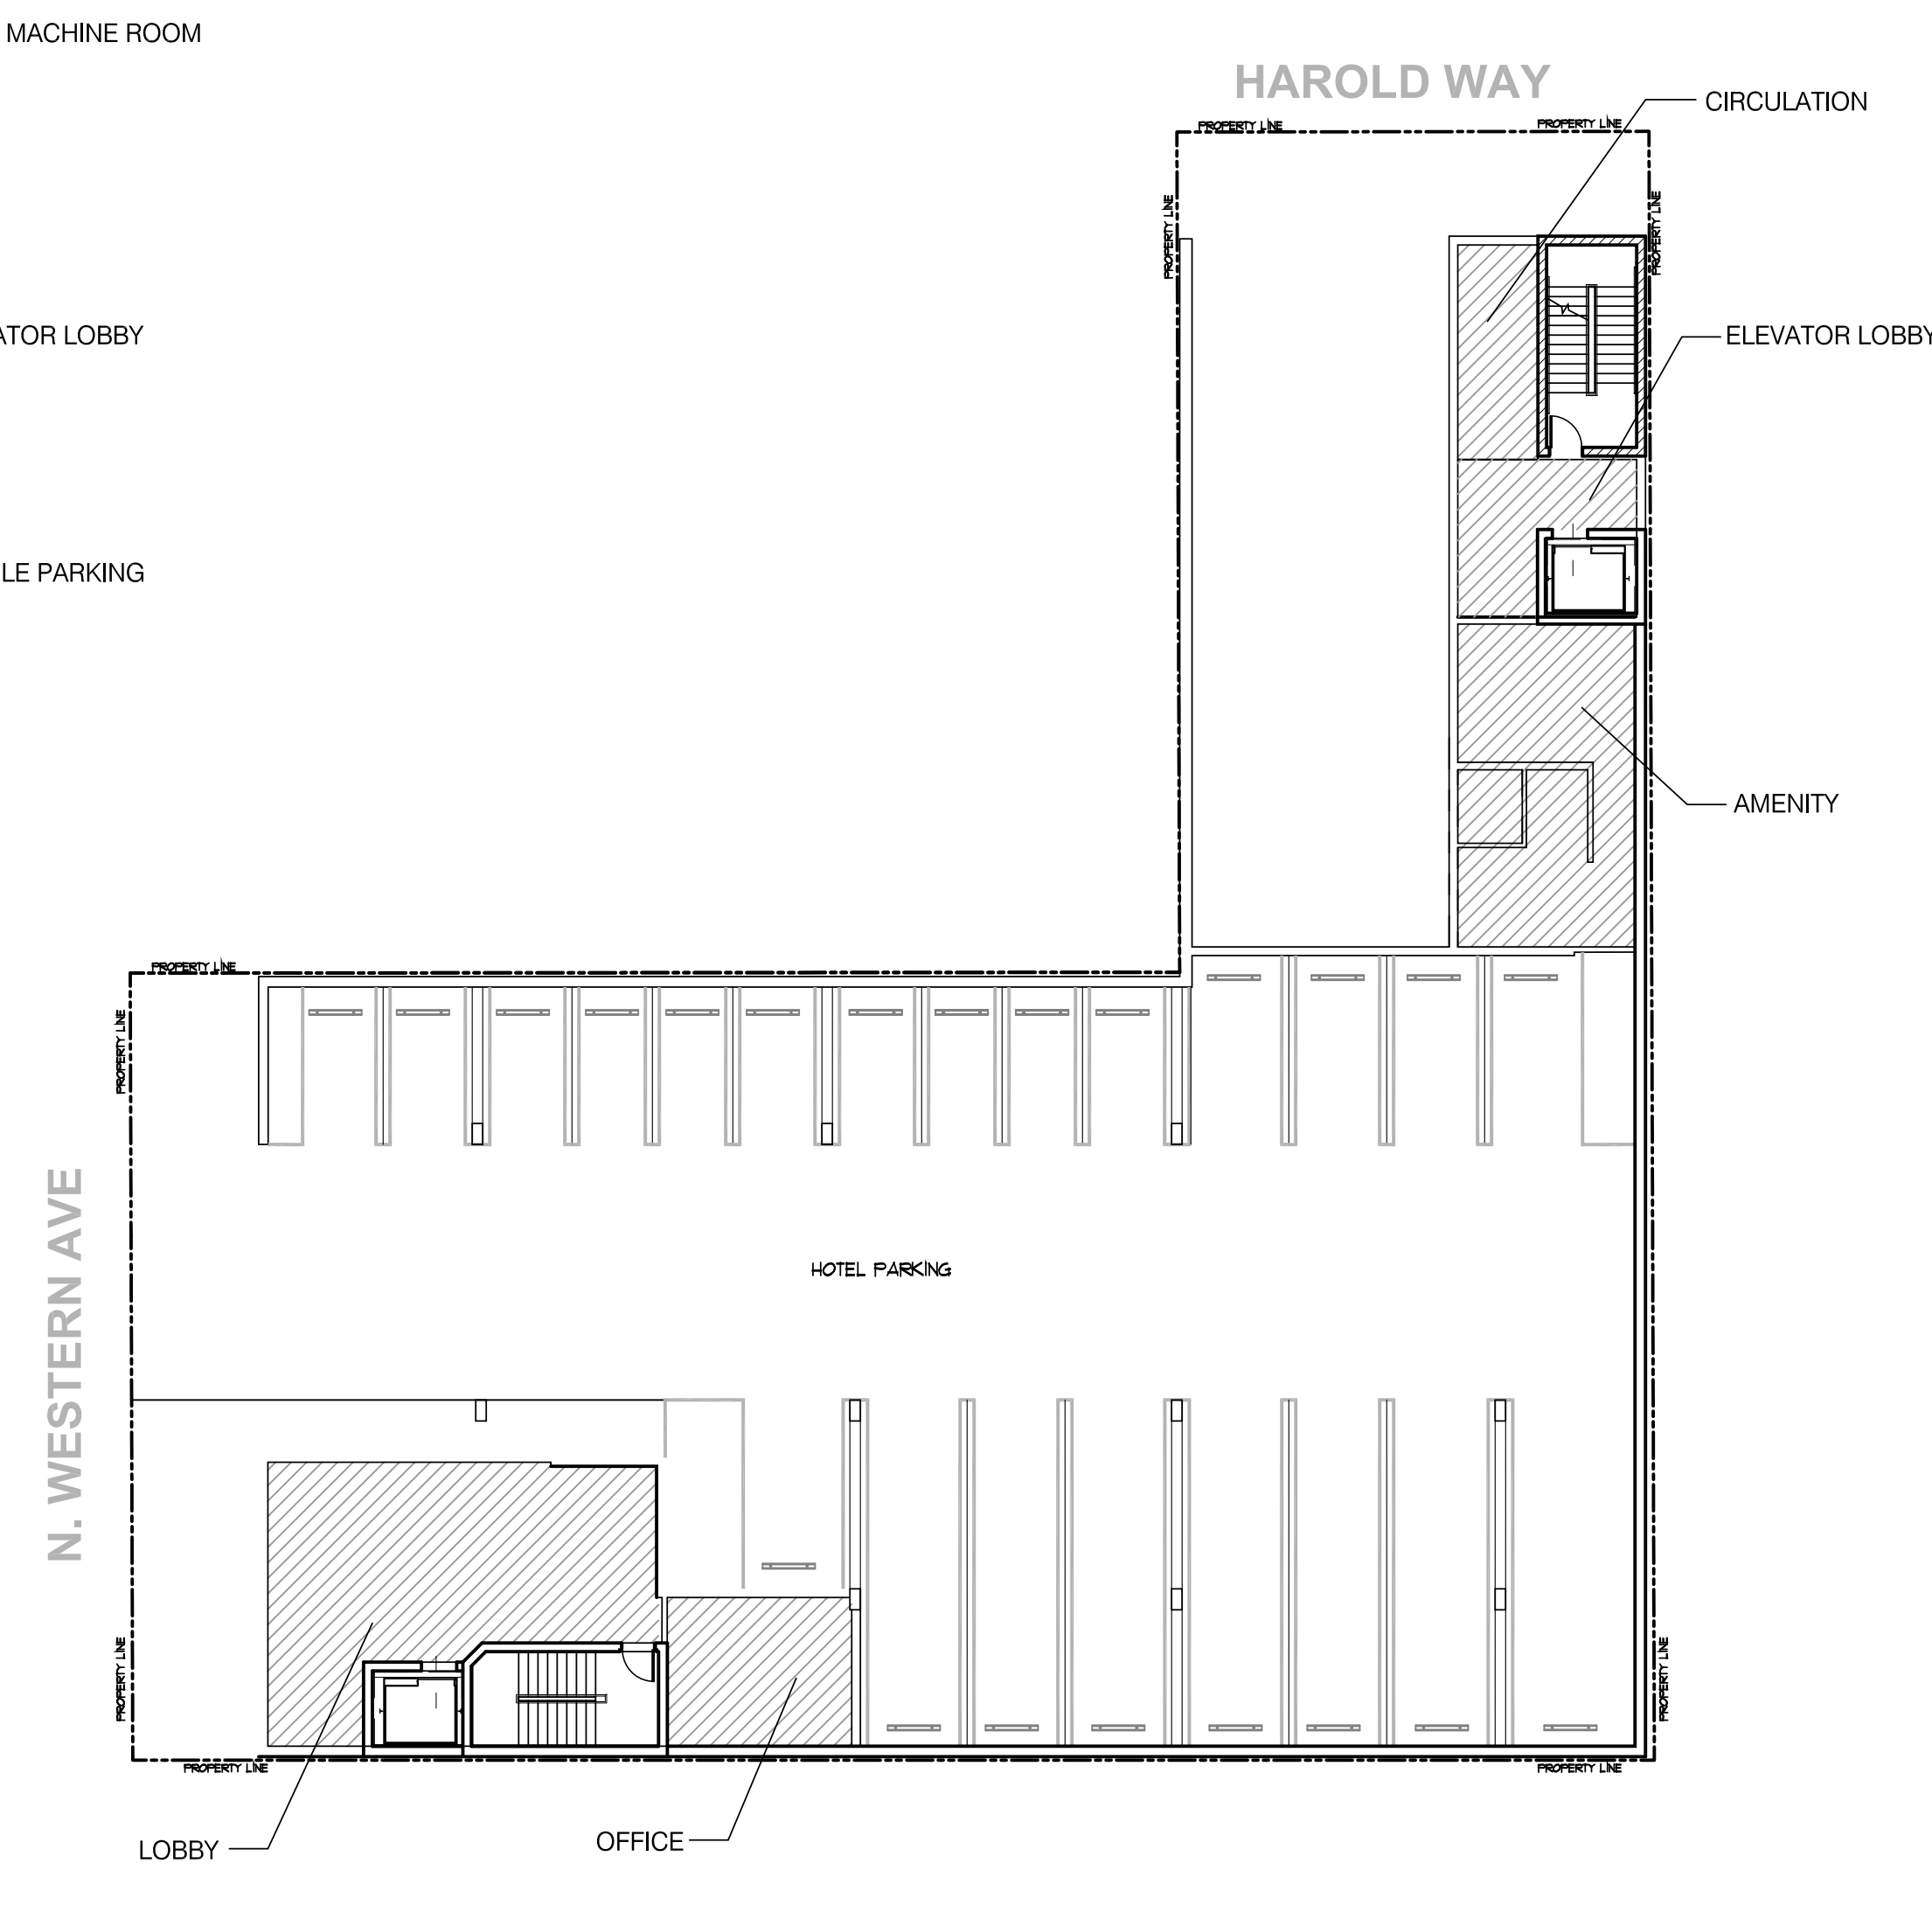 MACHINE ROOM
HAROLD WAY
CIRCULATION
PROPERTY LINE
PROPERTY LINE
PROPERTY LINE
PROPERTY LINE
ATOR LOBBY
ELEVATOR LOBBY
LE PARKING
AMENITY
PROPERTY LINE
PROPERTY LINE
N. WESTERN AVE
HOTEL PARKING
PROPERTY LINE
PROPERTY LINE
PROPERTY LINE
PROPERTY LINE
LOBBY
OFFICE